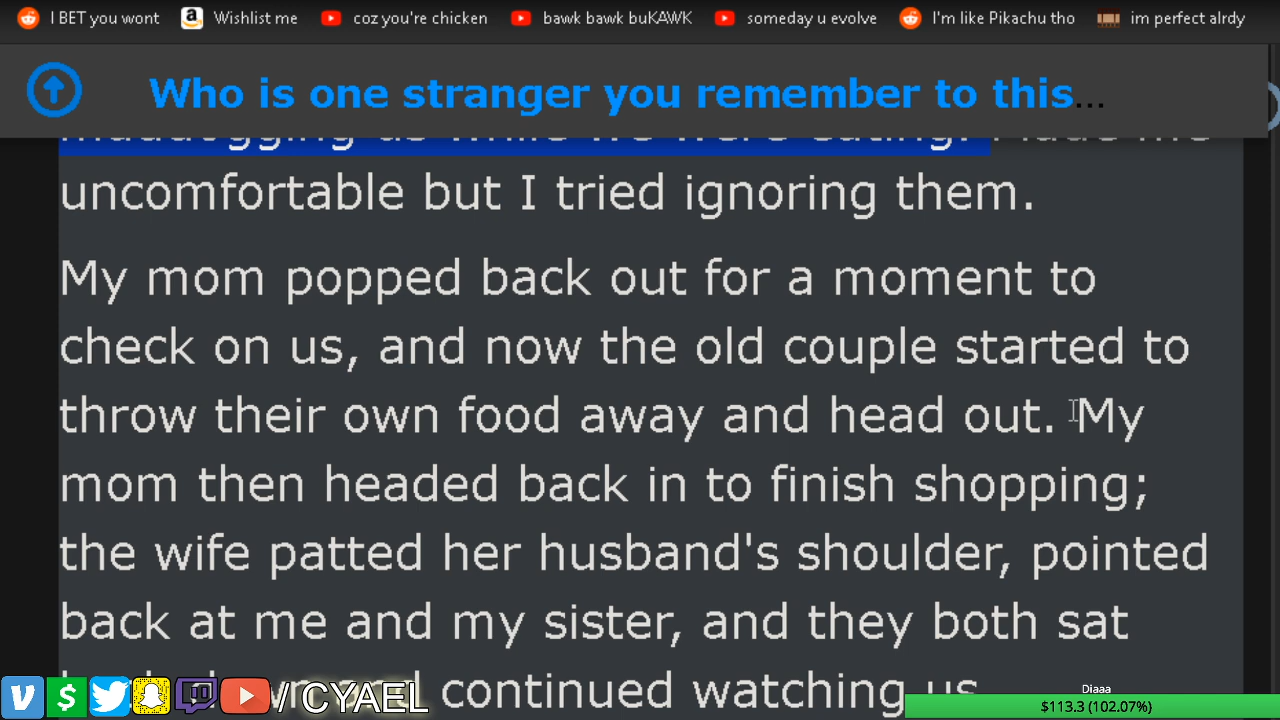 I BET you wont
Wishlist me
coz you're chicken
bawk bawk buKAWK
someday u evolve
I'm like Pikachu tho
im perfect alrdy
Who is one stranger you remember to this...
uncomfortable but I tried ignoring them.
My mom popped back out for a moment to
check on us, and now the old couple started to
throw their own food away and head out. My
mom then headed back in to finish shopping;
the wife patted her husband's shoulder, pointed
back at me and my sister, and they both sat
continued watching us
/ CYAEL
Diaaa
$113.3 (102.07%)